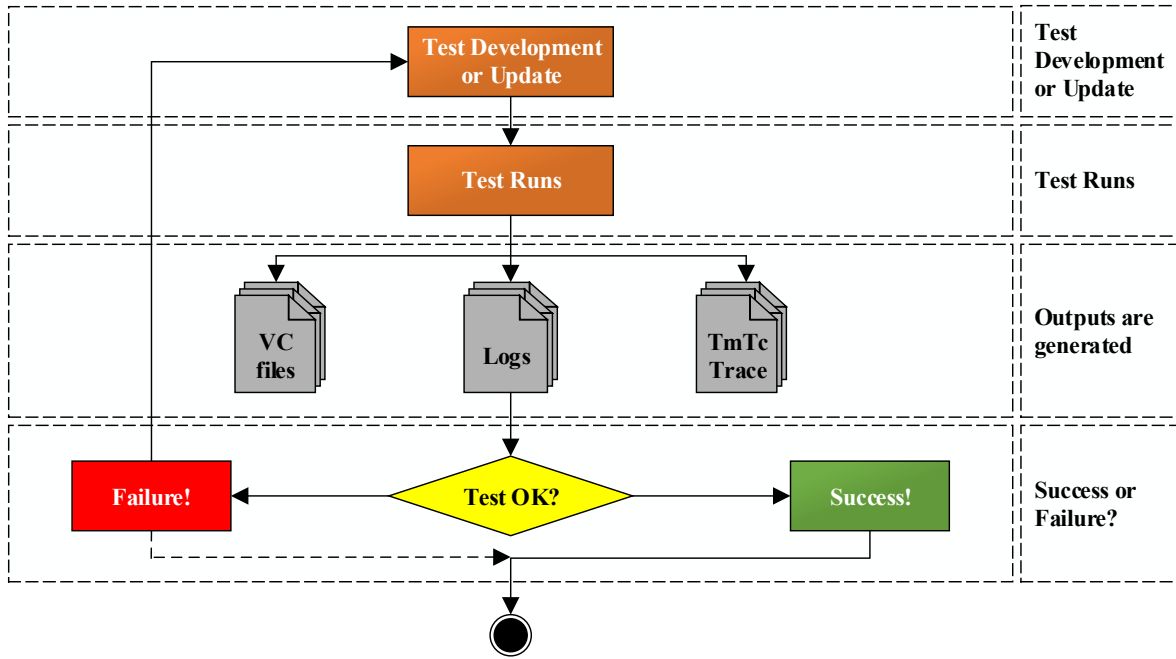 Test Development
or Update
Test
Development
or Update
Test Runs
Test Runs
VC
files
Logs
TmTc
Trace
Outputs are
generated
Failure!
Test OK?
Success!
Success or
Failure?